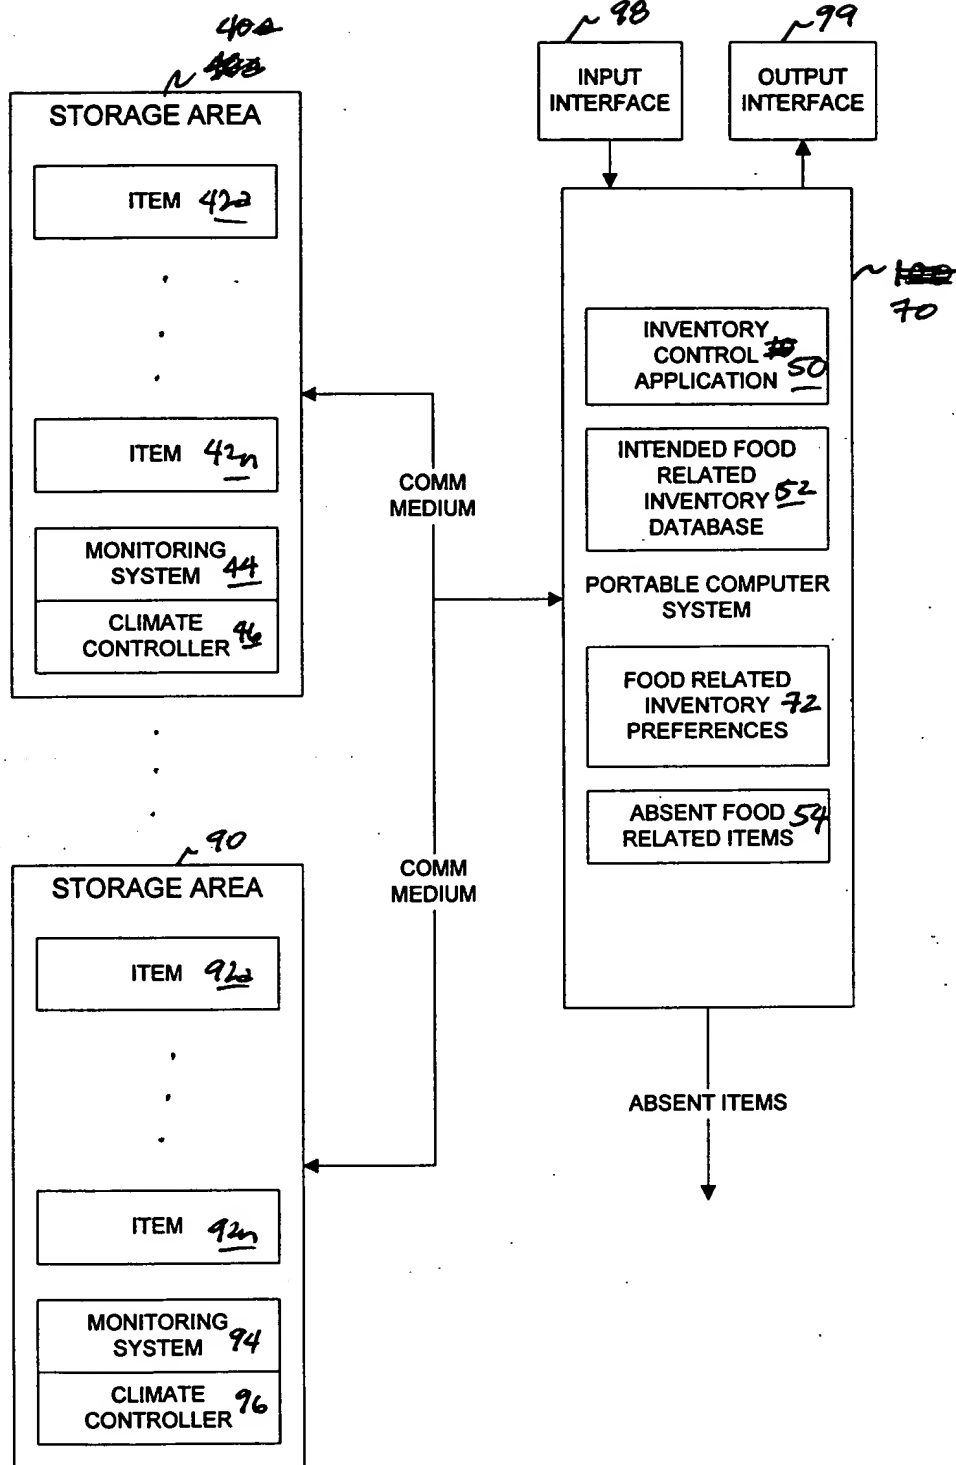 40a
STORAGE AREA
ITEM 42a
ITEM 42n
MONITORING
SYSTEM 44
CLIMATE
CONTROLLER 46
90
STORAGE AREA
ITEM 92a
ITEM 92n
MONITORING
SYSTEM 94
CLIMATE
CONTROLLER 96
COMM
MEDIUM
COMM
MEDIUM
98
INPUT
INTERFACE
99
OUTPUT
INTERFACE
70
INVENTORY
CONTROL
APPLICATION 50
INTENDED FOOD
RELATED
INVENTORY 52
DATABASE
PORTABLE COMPUTER
SYSTEM
FOOD RELATED
INVENTORY 72
PREFERENCES
ABSENT FOOD 54
RELATED ITEMS
ABSENT ITEMS